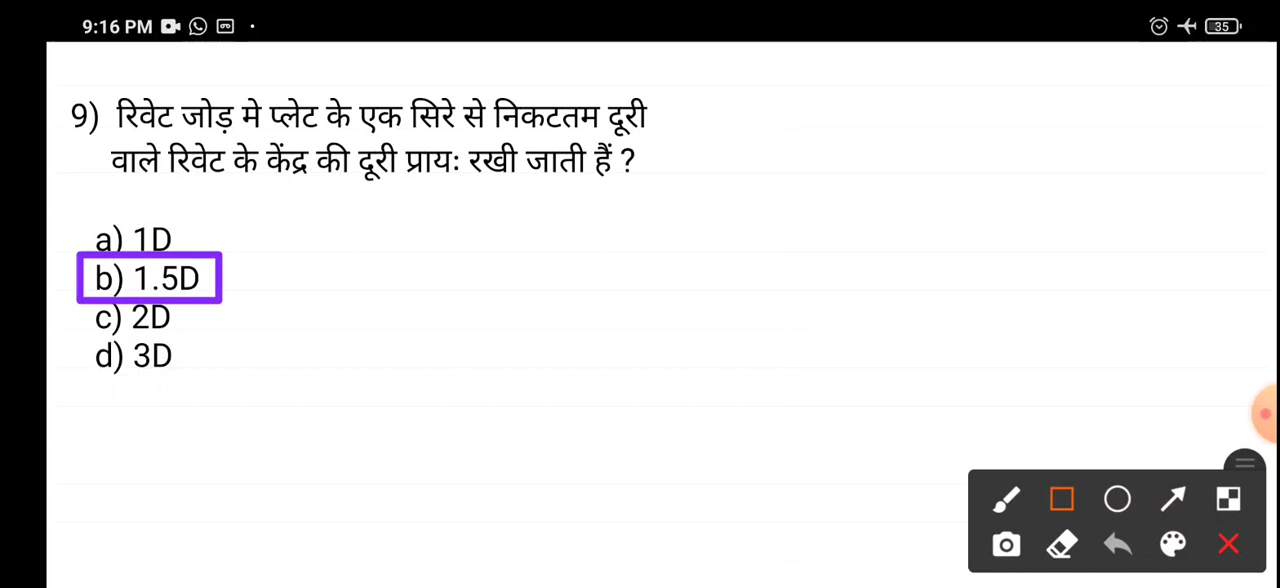 9:16 PM
35
9) रिवेट जोड़ मे प्लेट के एक सिरे से निकटतम दूरी
वाले रिवेट के केंद्र की दूरी प्रायः रखी जाती हैं ?
a) 1D
b) 1.5D
c) 2D
d) 3D